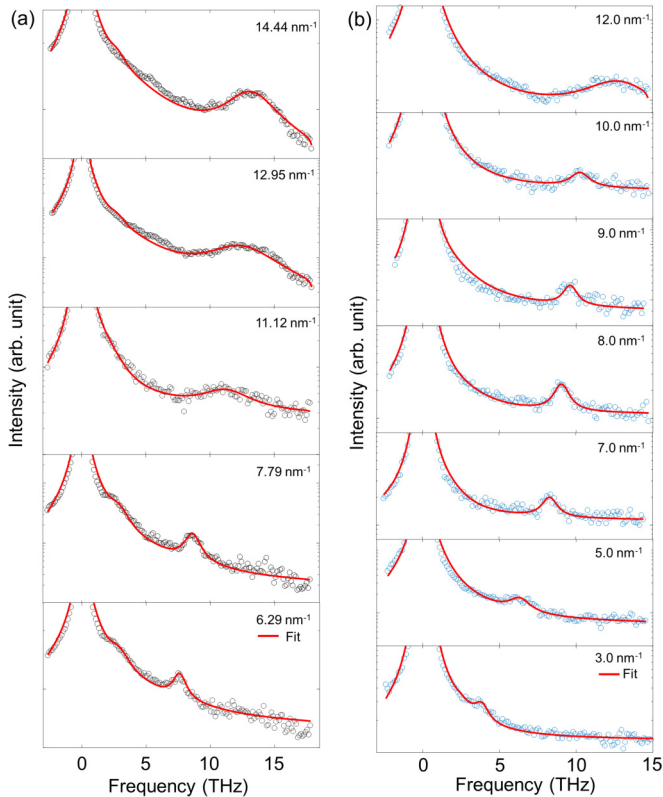 (a)
14.44 nm⁻¹
12.95 nm⁻¹
11.12 nm⁻¹
7.79 nm⁻¹
6.29 nm⁻¹
Fit
Intensity (arb. unit)
0 5 10 15
Frequency (THz)
(b)
12.0 nm⁻¹
10.0 nm⁻¹
9.0 nm⁻¹
8.0 nm⁻¹
7.0 nm⁻¹
5.0 nm⁻¹
3.0 nm⁻¹
Fit
Intensity (arb. unit)
0 5 10 15
Frequency (THz)